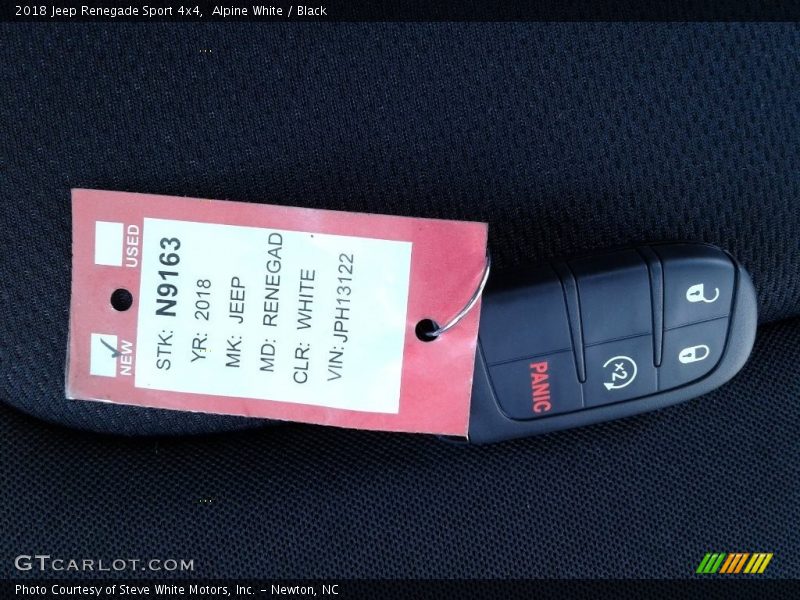 2018 Jeep Renegade Sport 4x4,  Alpine White / Black
USED
NEW
STK: N9163
YR: 2018
MK: JEEP
MD: RENEGAD
CLR: WHITE
VIN: JPH13122
PANIC
x2
GTCARLOT.COM
Photo Courtesy of Steve White Motors, Inc. – Newton, NC